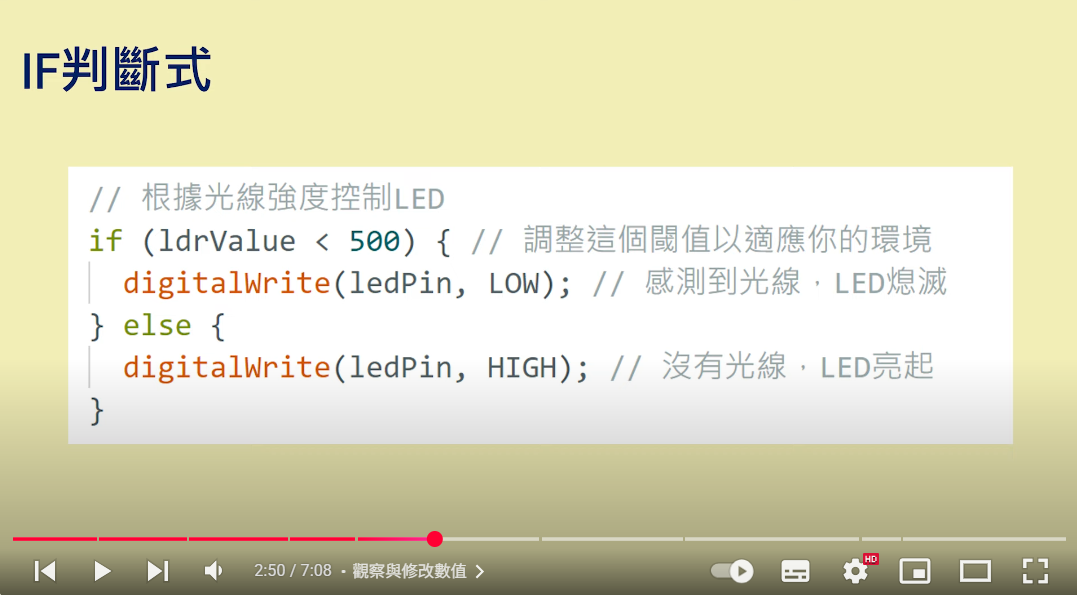 IF判斷式
// 根據光線強度控制LED
if (ldrValue < 500) { // 調整這個閾值以適應你的環境
digitalWrite(ledPin, LOW); // 感測到光線，LED熄滅
} else {
digitalWrite(ledPin, HIGH); // 沒有光線，LED亮起
}
2:50 / 7:08 • 觀察與修改數值
HD